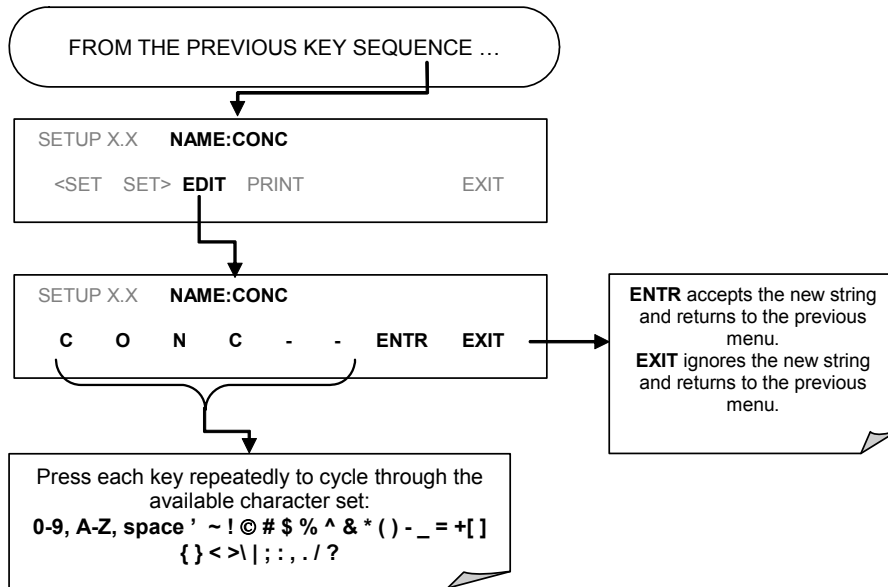 FROM THE PREVIOUS KEY SEQUENCE …
SETUP X.X NAME:CONC
<SET SET> EDIT PRINT EXIT
SETUP X.X NAME:CONC
C O N C - - ENTR EXIT
ENTR accepts the new string
and returns to the previous
menu.
EXIT ignores the new string
and returns to the previous
menu.
Press each key repeatedly to cycle through the
available character set:
0-9, A-Z, space ’ ~ ! © # $ % ^ & * ( ) - _ = +[ ]
{ } < >\ | ; : , . / ?